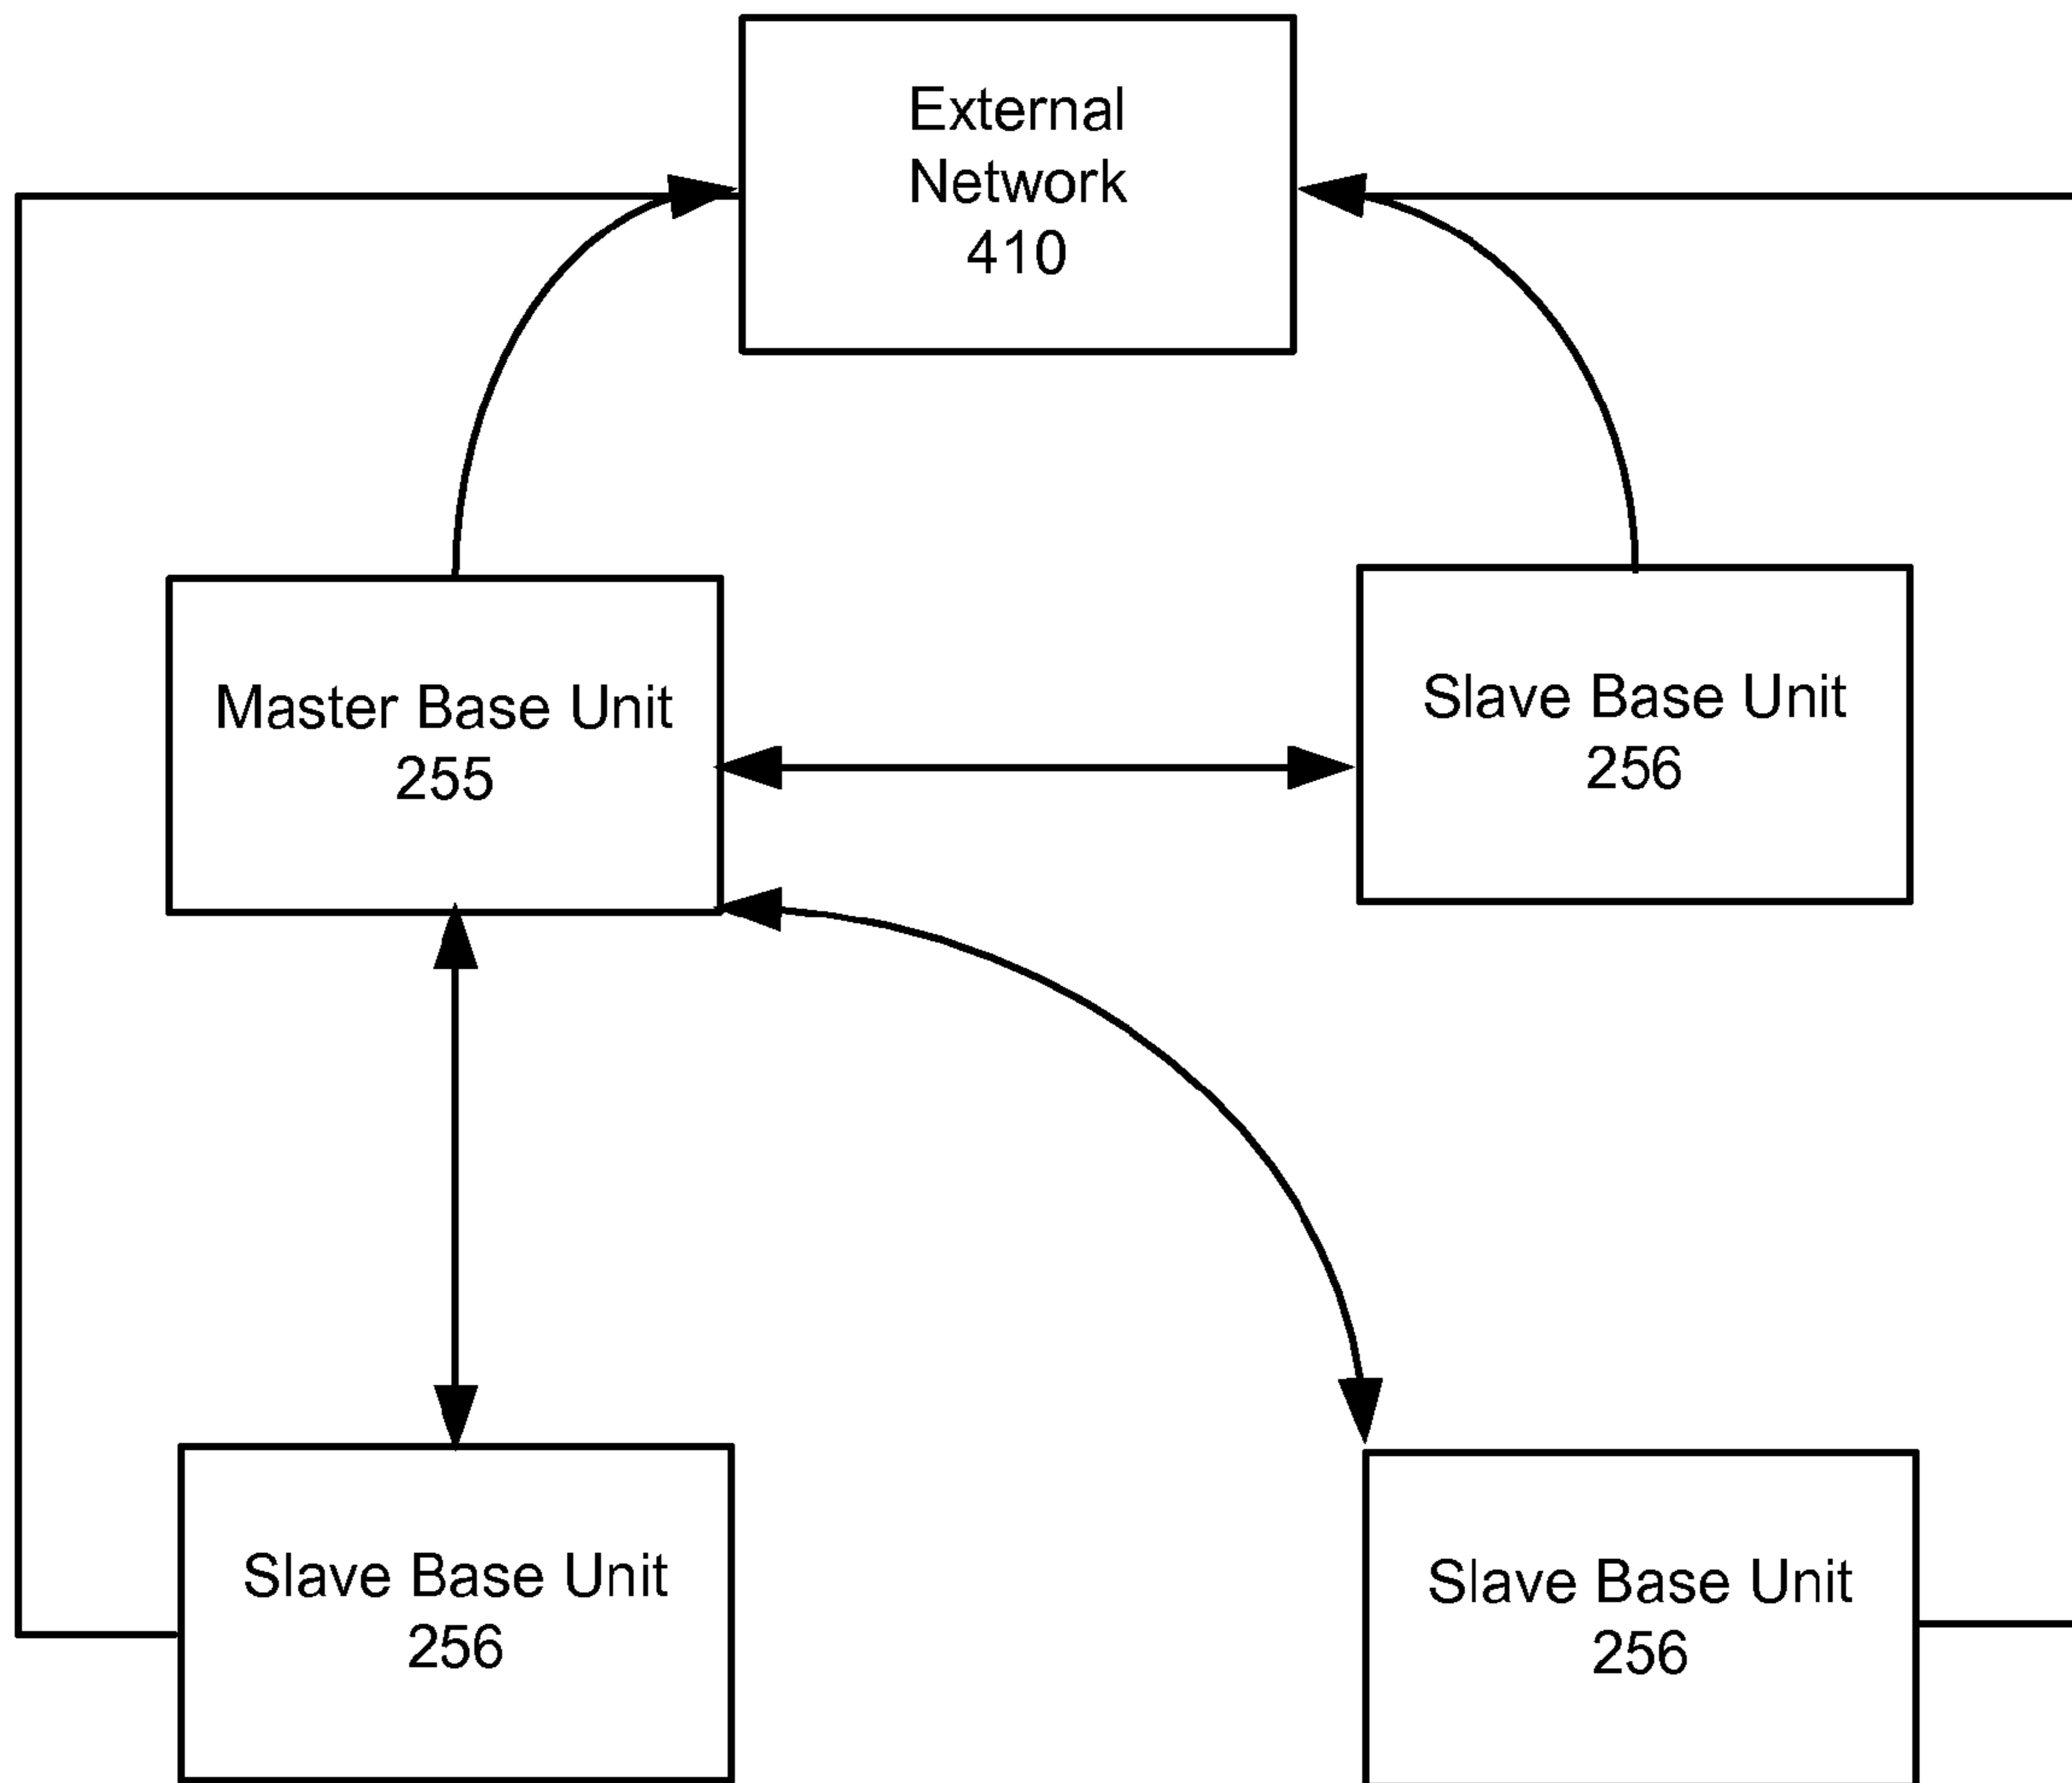 External
Network
410
Master Base Unit
255
Slave Base Unit
256
Slave Base Unit
256
Slave Base Unit
256